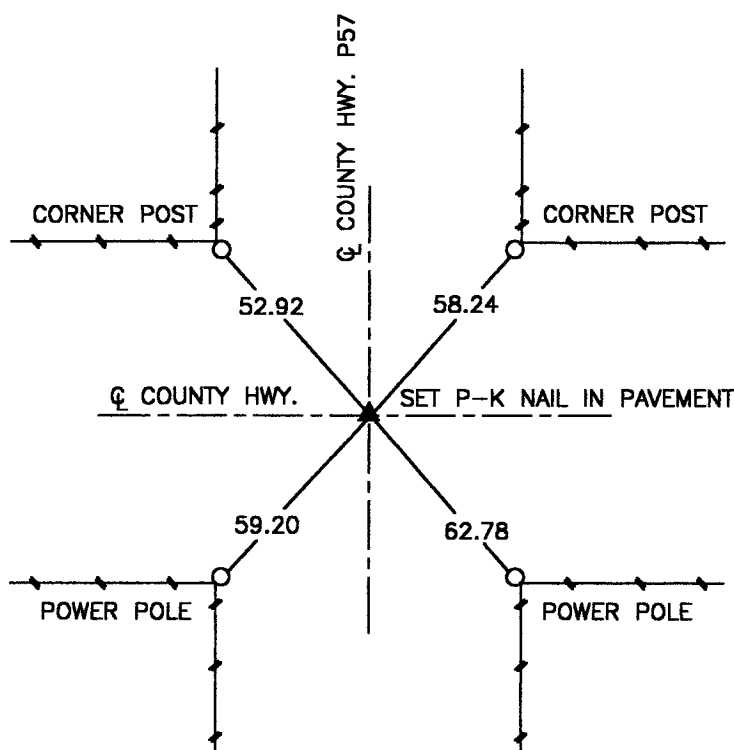 ℄ COUNTY HWY. P57
CORNER POST
CORNER POST
52.92
58.24
℄ COUNTY HWY.
SET P-K NAIL IN PAVEMENT
59.20
62.78
POWER POLE
POWER POLE